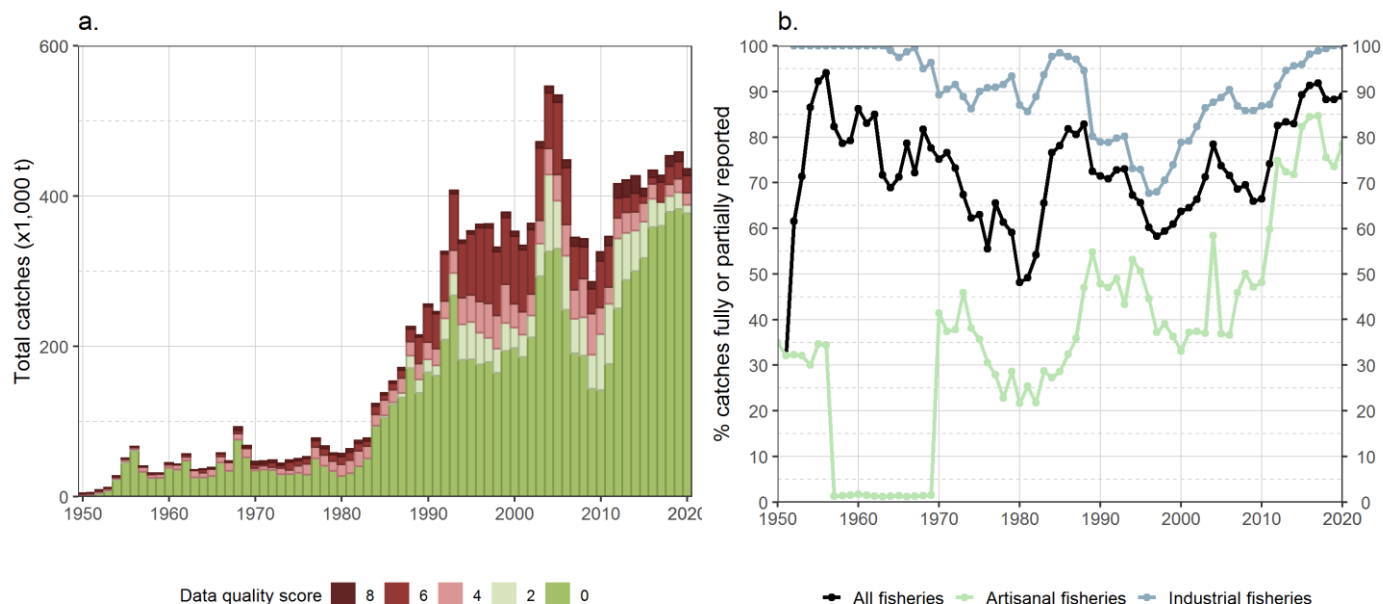 a.
Total catches (x1,000 t)
600
400
200
0
1950 1960 1970 1980 1990 2000 2010 2020
Data quality score 8 6 4 2 0
b.
% catches fully or partially reported
100 100
90 90
80 80
70 70
60 60
50 50
40 40
30 30
20 20
10 10
0 0
1950 1960 1970 1980 1990 2000 2010 2020
All fisheries Artisanal fisheries Industrial fisheries